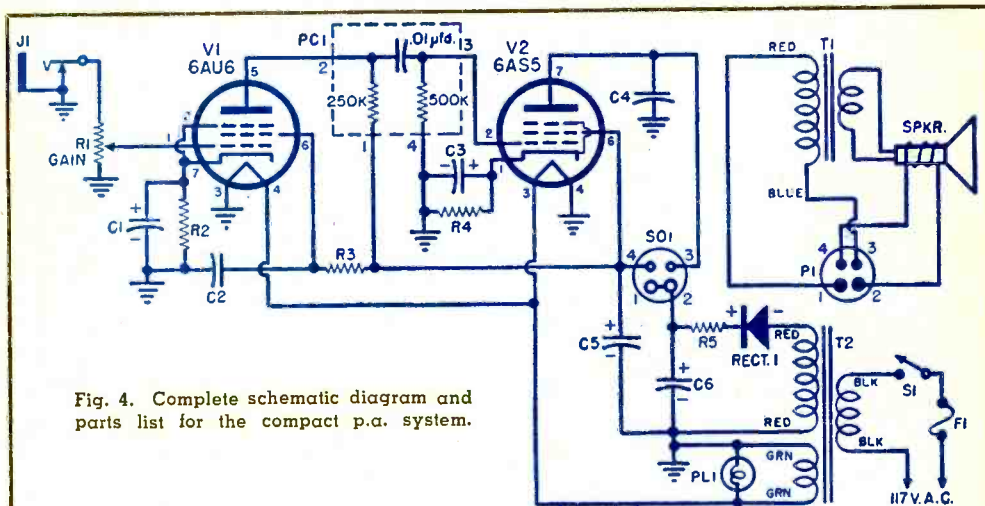 J1
V1
6AU6
PC1
.01µfd.
V2
6AS5
RED
T1
5
2
3
7
250K
500K
C4
SPKR.
R1
GAIN
1
7
6
3
4
1
4
C3
- +
R4
2
1
6
3
4
BLUE
C1
+
-
R2
C2
R3
SO1
4
3
1
2
4
3
P1
1
2
C5
+
-
R5
+
-
RECT. 1
RED
T2
C6
+
-
BLK
S1
F1
RED
BLK
GRN
PL1
GRN
117V. A.C.
Fig. 4. Complete schematic diagram and
parts list for the compact p.a. system.